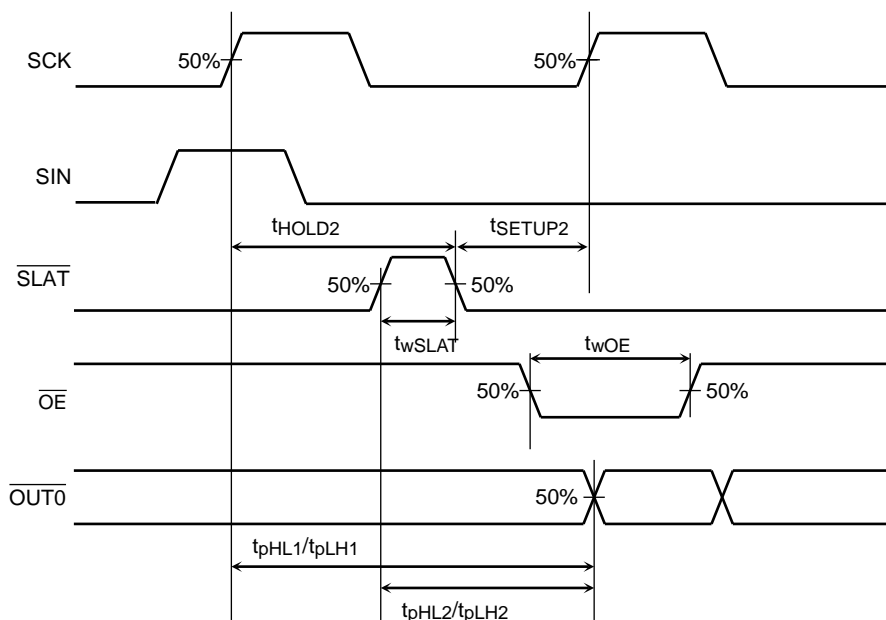 SCK
50%
50%
SIN
tHOLD2
tSETUP2
SLAT
50%
50%
twSLAT
twOE
OE
50%
50%
OUT0
50%
tpHL1/tpLH1
tpHL2/tpLH2